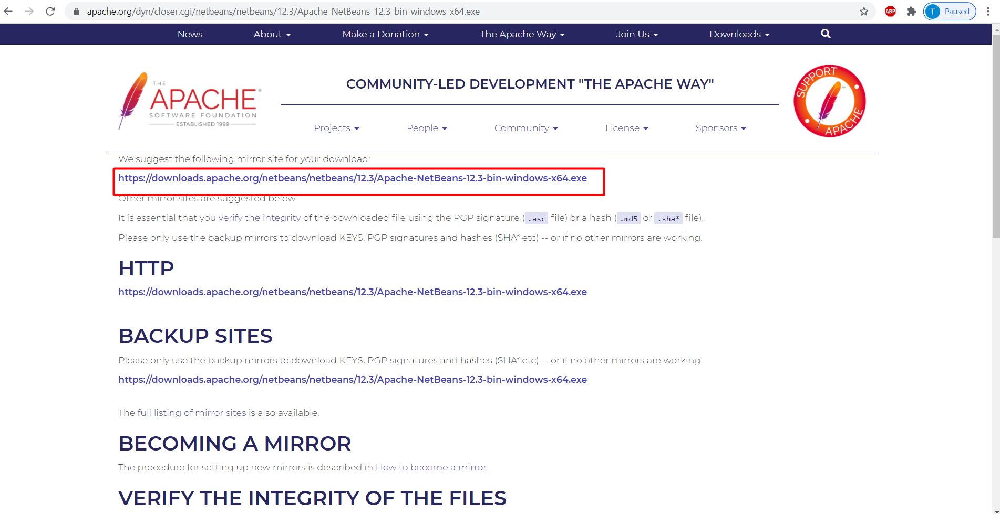 apache.org/dyn/closer.cgi/netbeans/netbeans/12.3/Apache-NetBeans-12.3-bin-windows-x64.exe
ABP
T Paused
News About Make a Donation The Apache Way Join Us Downloads
THE
APACHE®
SOFTWARE FOUNDATION
ESTABLISHED 1999
COMMUNITY-LED DEVELOPMENT "THE APACHE WAY"
SUPPORT
APACHE
™
Projects People Community License Sponsors
We suggest the following mirror site for your download:
https://downloads.apache.org/netbeans/netbeans/12.3/Apache-NetBeans-12.3-bin-windows-x64.exe
Other mirror sites are suggested below.
It is essential that you verify the integrity of the downloaded file using the PGP signature (.asc file) or a hash (.md5 or .sha* file).
Please only use the backup mirrors to download KEYS, PGP signatures and hashes (SHA* etc) -- or if no other mirrors are working.
HTTP
https://downloads.apache.org/netbeans/netbeans/12.3/Apache-NetBeans-12.3-bin-windows-x64.exe
BACKUP SITES
Please only use the backup mirrors to download KEYS, PGP signatures and hashes (SHA* etc) -- or if no other mirrors are working.
https://downloads.apache.org/netbeans/netbeans/12.3/Apache-NetBeans-12.3-bin-windows-x64.exe
The full listing of mirror sites is also available.
BECOMING A MIRROR
The procedure for setting up new mirrors is described in How to become a mirror.
VERIFY THE INTEGRITY OF THE FILES